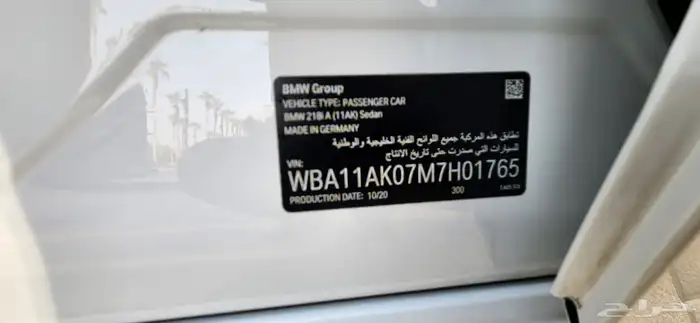 BMW Group
VEHICLE TYPE: PASSENGER CAR
BMW 218i A (11AK) Sedan
MADE IN GERMANY
تطابق هذه المركبة جميع اللوائح الفنية الخليجية والوطنية
للسيارات التي صدرت حتى تاريخ الانتاج
VIN:
WBA11AK07M7H01765
PRODUCTION DATE: 10/20 300
حراج